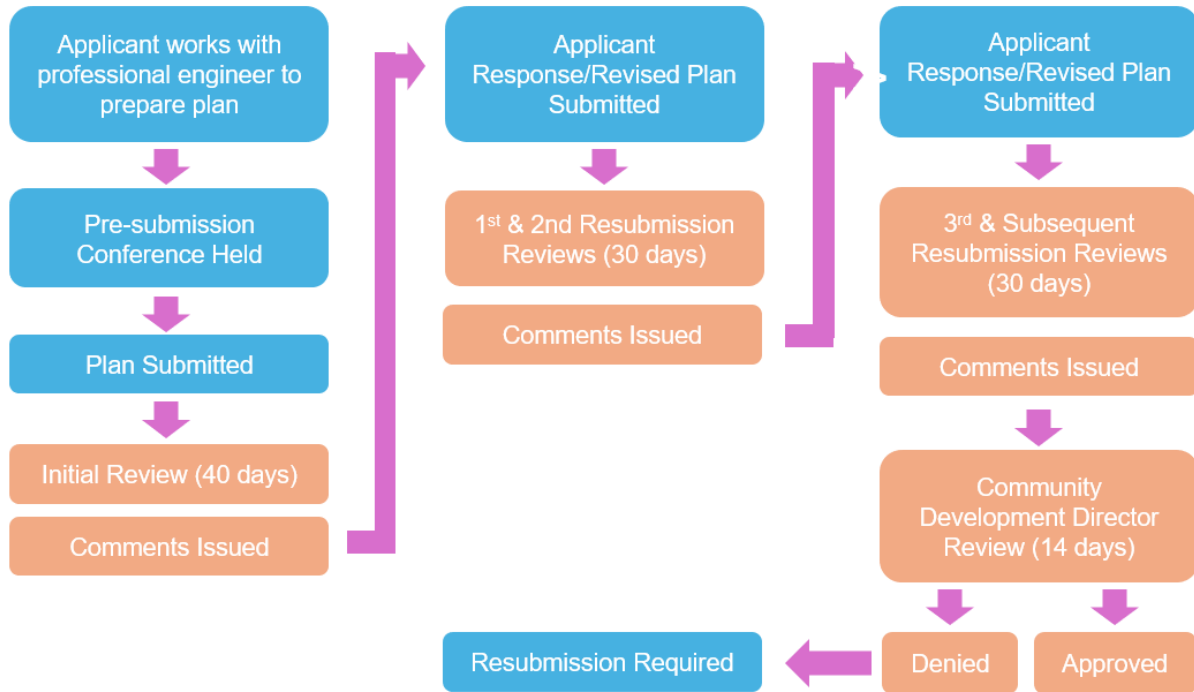 Applicant works with
professional engineer to
prepare plan
Pre-submission
Conference Held
Plan Submitted
Initial Review (40 days)
Comments Issued
Applicant
Response/Revised Plan
Submitted
1st & 2nd Resubmission
Reviews (30 days)
Comments Issued
Applicant
Response/Revised Plan
Submitted
3rd & Subsequent
Resubmission Reviews
(30 days)
Comments Issued
Community
Development Director
Review (14 days)
Denied
Approved
Resubmission Required